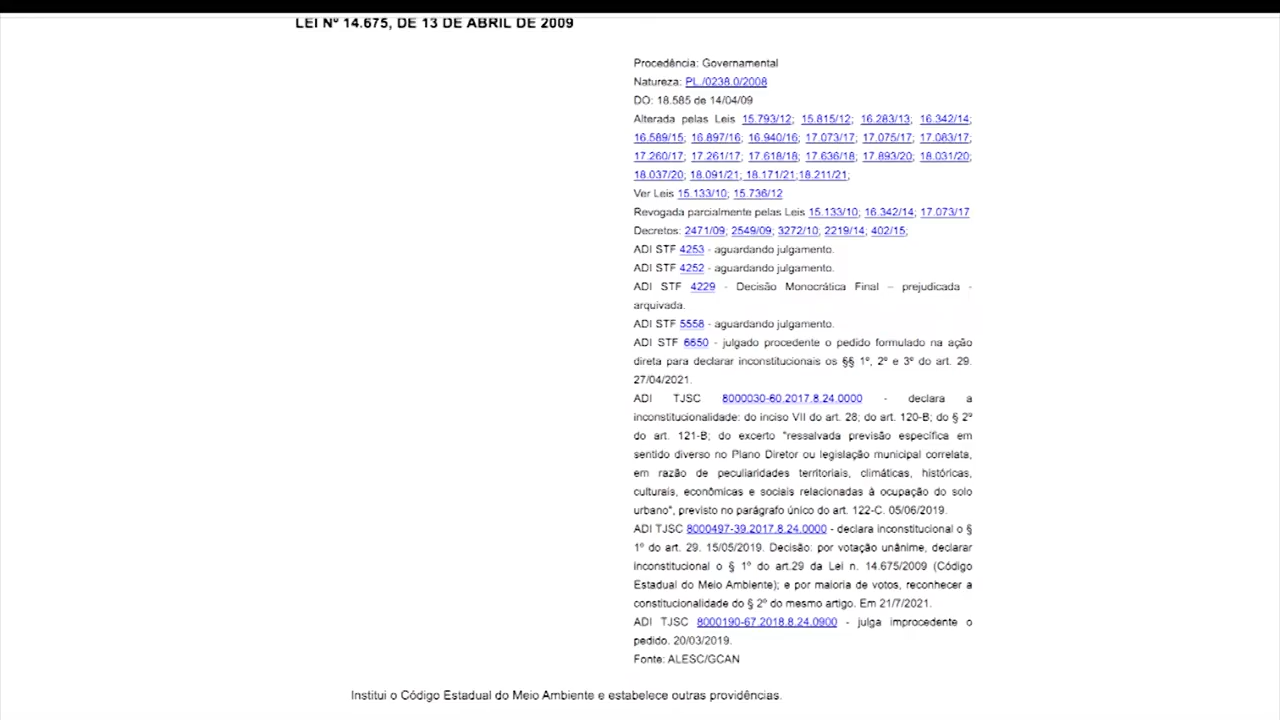 LEI Nº 14.675, DE 13 DE ABRIL DE 2009
Procedência: Governamental
Natureza: PL./0238.0/2008
DO: 18.585 de 14/04/09
Alterada pelas Leis 15.793/12; 15.815/12; 16.283/13; 16.342/14;
16.589/15; 16.897/16; 16.940/16; 17.073/17; 17.075/17; 17.083/17;
17.260/17; 17.261/17; 17.618/18; 17.636/18; 17.893/20; 18.031/20;
18.037/20; 18.091/21; 18.171/21;18.211/21;
Ver Leis 15.133/10; 15.736/12
Revogada parcialmente pelas Leis 15.133/10; 16.342/14; 17.073/17
Decretos: 2471/09; 2549/09; 3272/10; 2219/14; 402/15;
ADI STF 4253 - aguardando julgamento.
ADI STF 4252 - aguardando julgamento.
ADI STF 4229 - Decisão Monocrática Final – prejudicada -
arquivada.
ADI STF 5558 - aguardando julgamento.
ADI STF 6650 - julgado procedente o pedido formulado na ação
direta para declarar inconstitucionais os §§ 1º, 2º e 3º do art. 29.
27/04/2021.
ADI TJSC 8000030-60.2017.8.24.0000 - declara a
inconstitucionalidade: do inciso VII do art. 28; do art. 120-B; do § 2º
do art. 121-B; do excerto "ressalvada previsão específica em
sentido diverso no Plano Diretor ou legislação municipal correlata,
em razão de peculiaridades territoriais, climáticas, históricas,
culturais, econômicas e sociais relacionadas à ocupação do solo
urbano", previsto no parágrafo único do art. 122-C. 05/06/2019.
ADI TJSC 8000497-39.2017.8.24.0000 - declara inconstitucional o §
1º do art. 29. 15/05/2019. Decisão: por votação unânime, declarar
inconstitucional o § 1º do art.29 da Lei n. 14.675/2009 (Código
Estadual do Meio Ambiente); e por maioria de votos, reconhecer a
constitucionalidade do § 2º do mesmo artigo. Em 21/7/2021.
ADI TJSC 8000190-67.2018.8.24.0900 - julga improcedente o
pedido. 20/03/2019.
Fonte: ALESC/GCAN
Institui o Código Estadual do Meio Ambiente e estabelece outras providências.